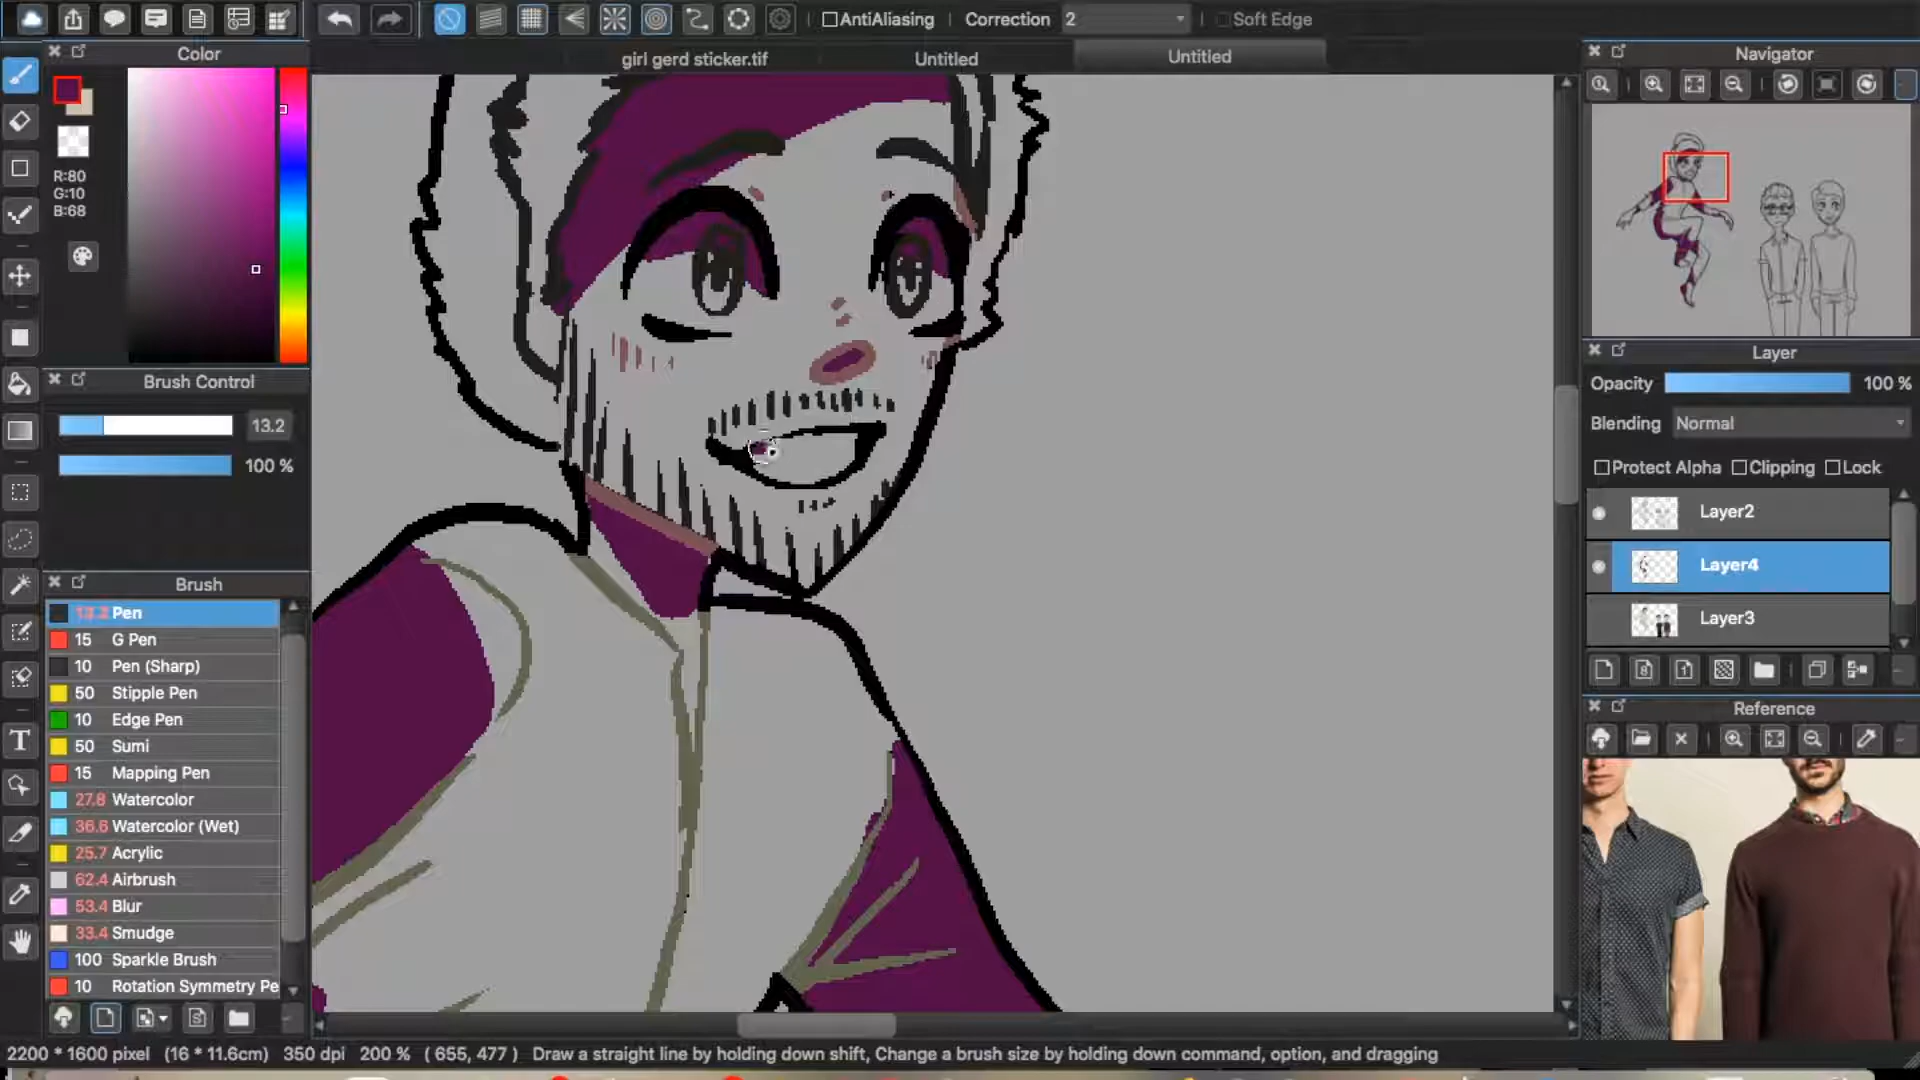 AntiAliasing
Correction 2
Soft Edge
girl gerd sticker.tif
Untitled
Untitled
Color
R:80
G:10
B:68
Brush Control
13.2
100 %
Brush
Pen
15 G Pen
10 Pen (Sharp)
50 Stipple Pen
10 Edge Pen
50 Sumi
15 Mapping Pen
27.8 Watercolor
36.6 Watercolor (Wet)
25.7 Acrylic
62.4 Airbrush
53.4 Blur
33.4 Smudge
100 Sparkle Brush
10 Rotation Symmetry Pe
Navigator
Layer
Opacity 100 %
Blending Normal
Protect Alpha Clipping Lock
Layer2
Layer4
Layer3
Reference
2200 * 1600 pixel (16 * 11.6cm) 350 dpi 200 % ( 655, 477 ) Draw a straight line by holding down shift, Change a brush size by holding down command, option, and dragging